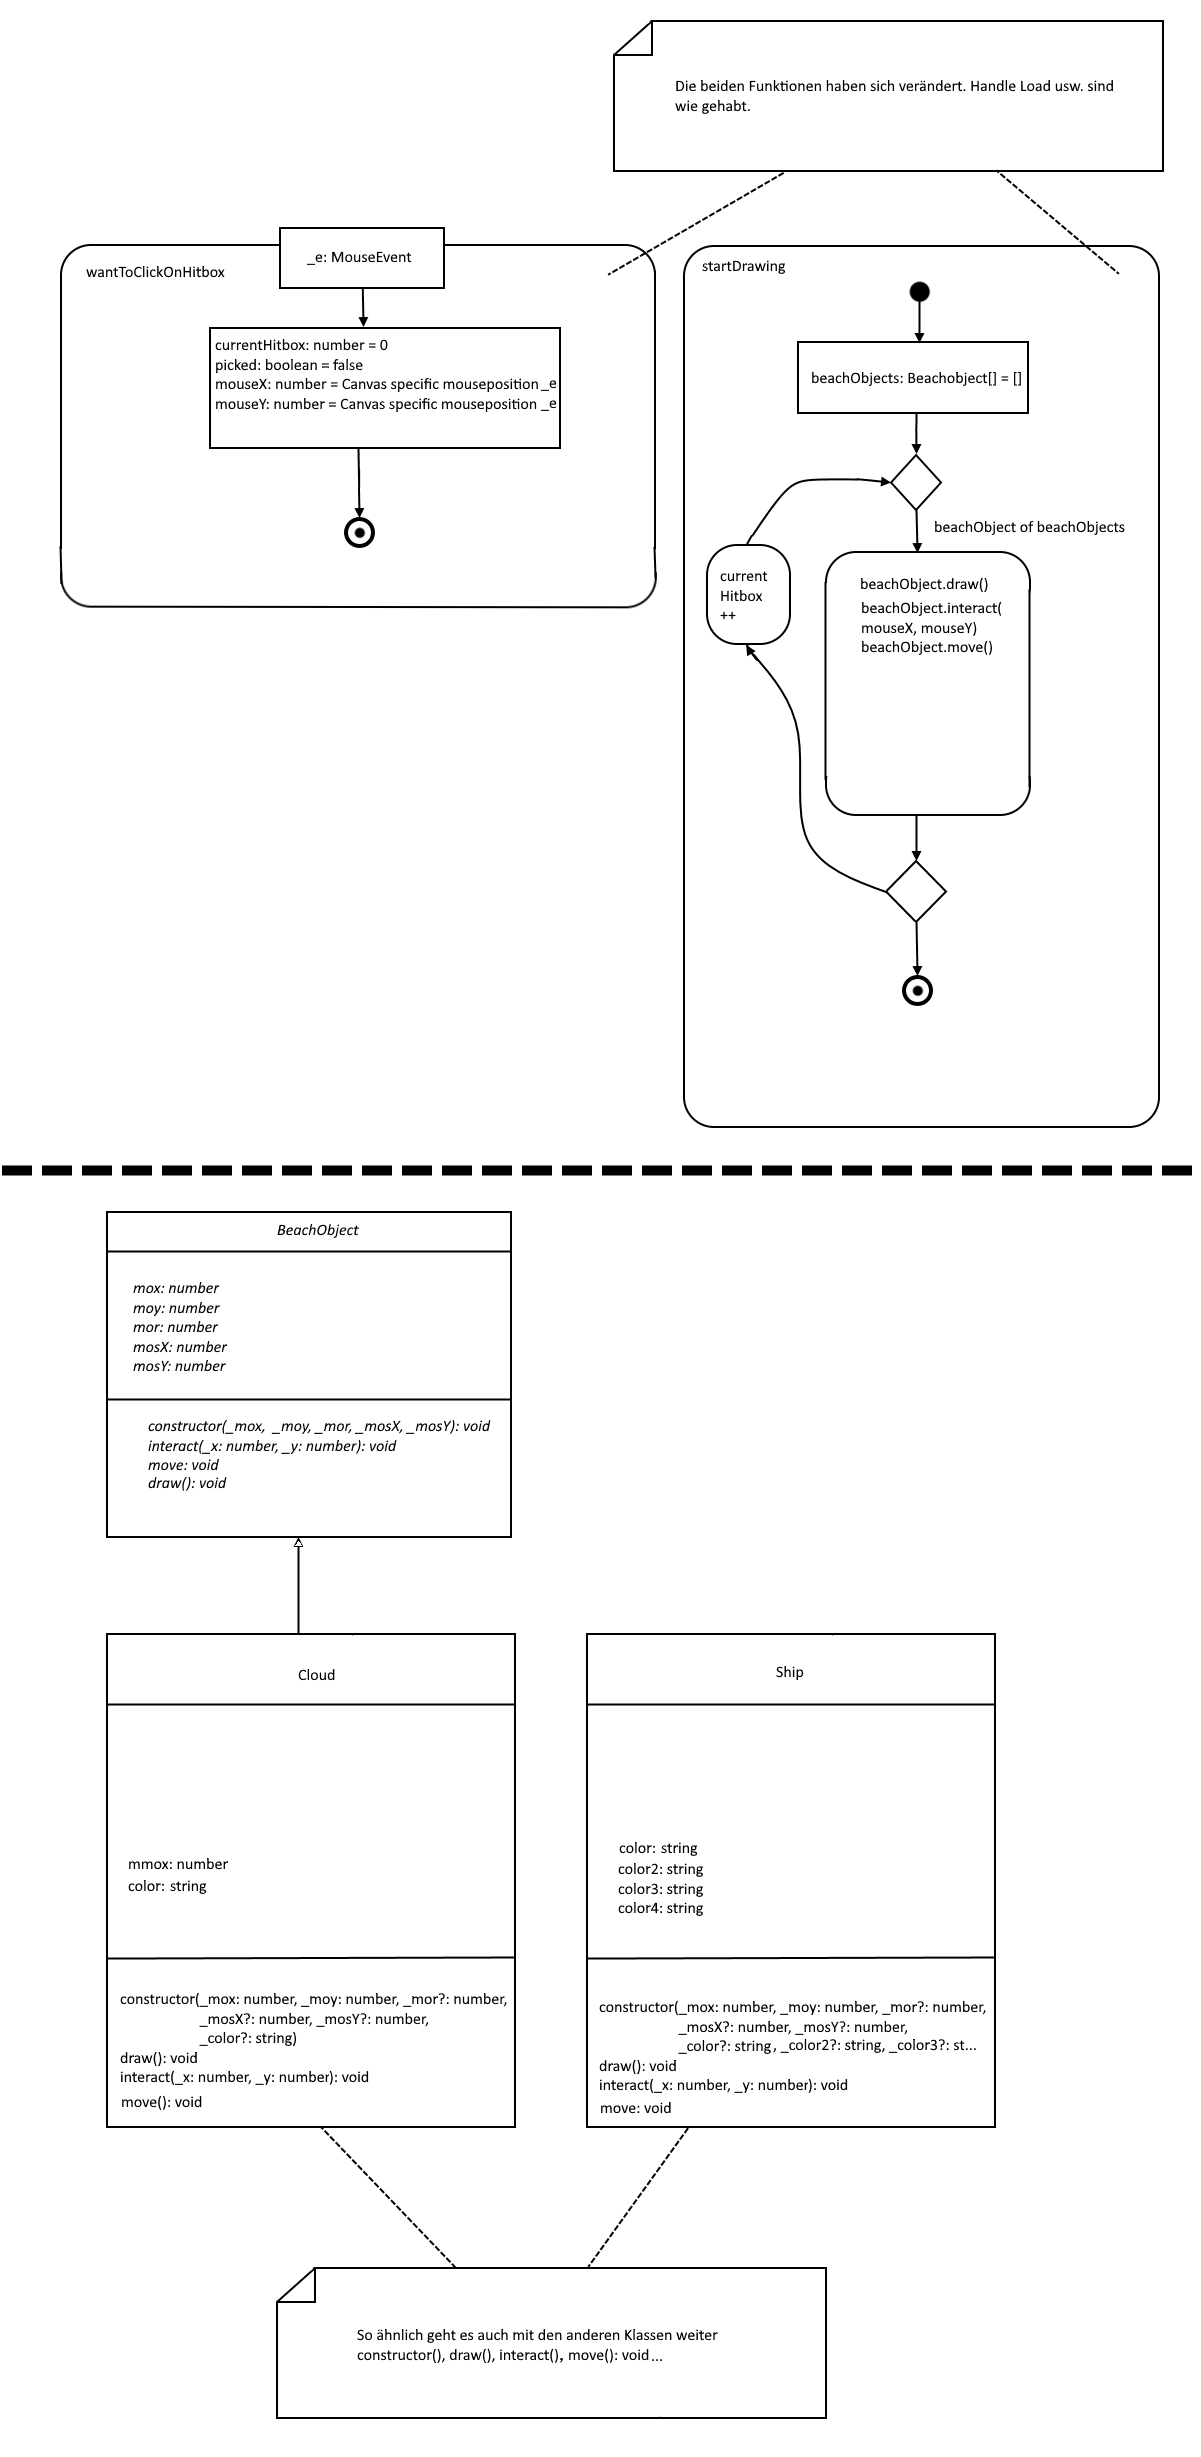 Die beiden Funktionen haben sich verändert. Handle Load usw. sind
wie gehabt.
_e: MouseEvent
wantToClickOnHitbox
currentHitbox: number = 0
picked: boolean = false
mouseX: number = Canvas specific mouseposition _e
mouseY: number = Canvas specific mouseposition _e
startDrawing
beachObjects: Beachobject[] = []
beachObject of beachObjects
current
Hitbox
++
beachObject.draw()
beachObject.interact(
mouseX, mouseY)
beachObject.move()
BeachObject
mox: number
moy: number
mor: number
mosX: number
mosY: number
constructor(_mox, _moy, _mor, _mosX, _mosY): void
interact(_x: number, _y: number): void
move: void
draw(): void
Cloud
mmox: number
color: string
constructor(_mox: number, _moy: number, _mor?: number,
_mosX?: number, _mosY?: number,
_color?: string)
draw(): void
interact(_x: number, _y: number): void
move(): void
Ship
color: string
color2: string
color3: string
color4: string
constructor(_mox: number, _moy: number, _mor?: number,
_mosX?: number, _mosY?: number,
_color?: string, _color2?: string, _color3?: st...
draw(): void
interact(_x: number, _y: number): void
move: void
So ähnlich geht es auch mit den anderen Klassen weiter
constructor(), draw(), interact(), move(): void...